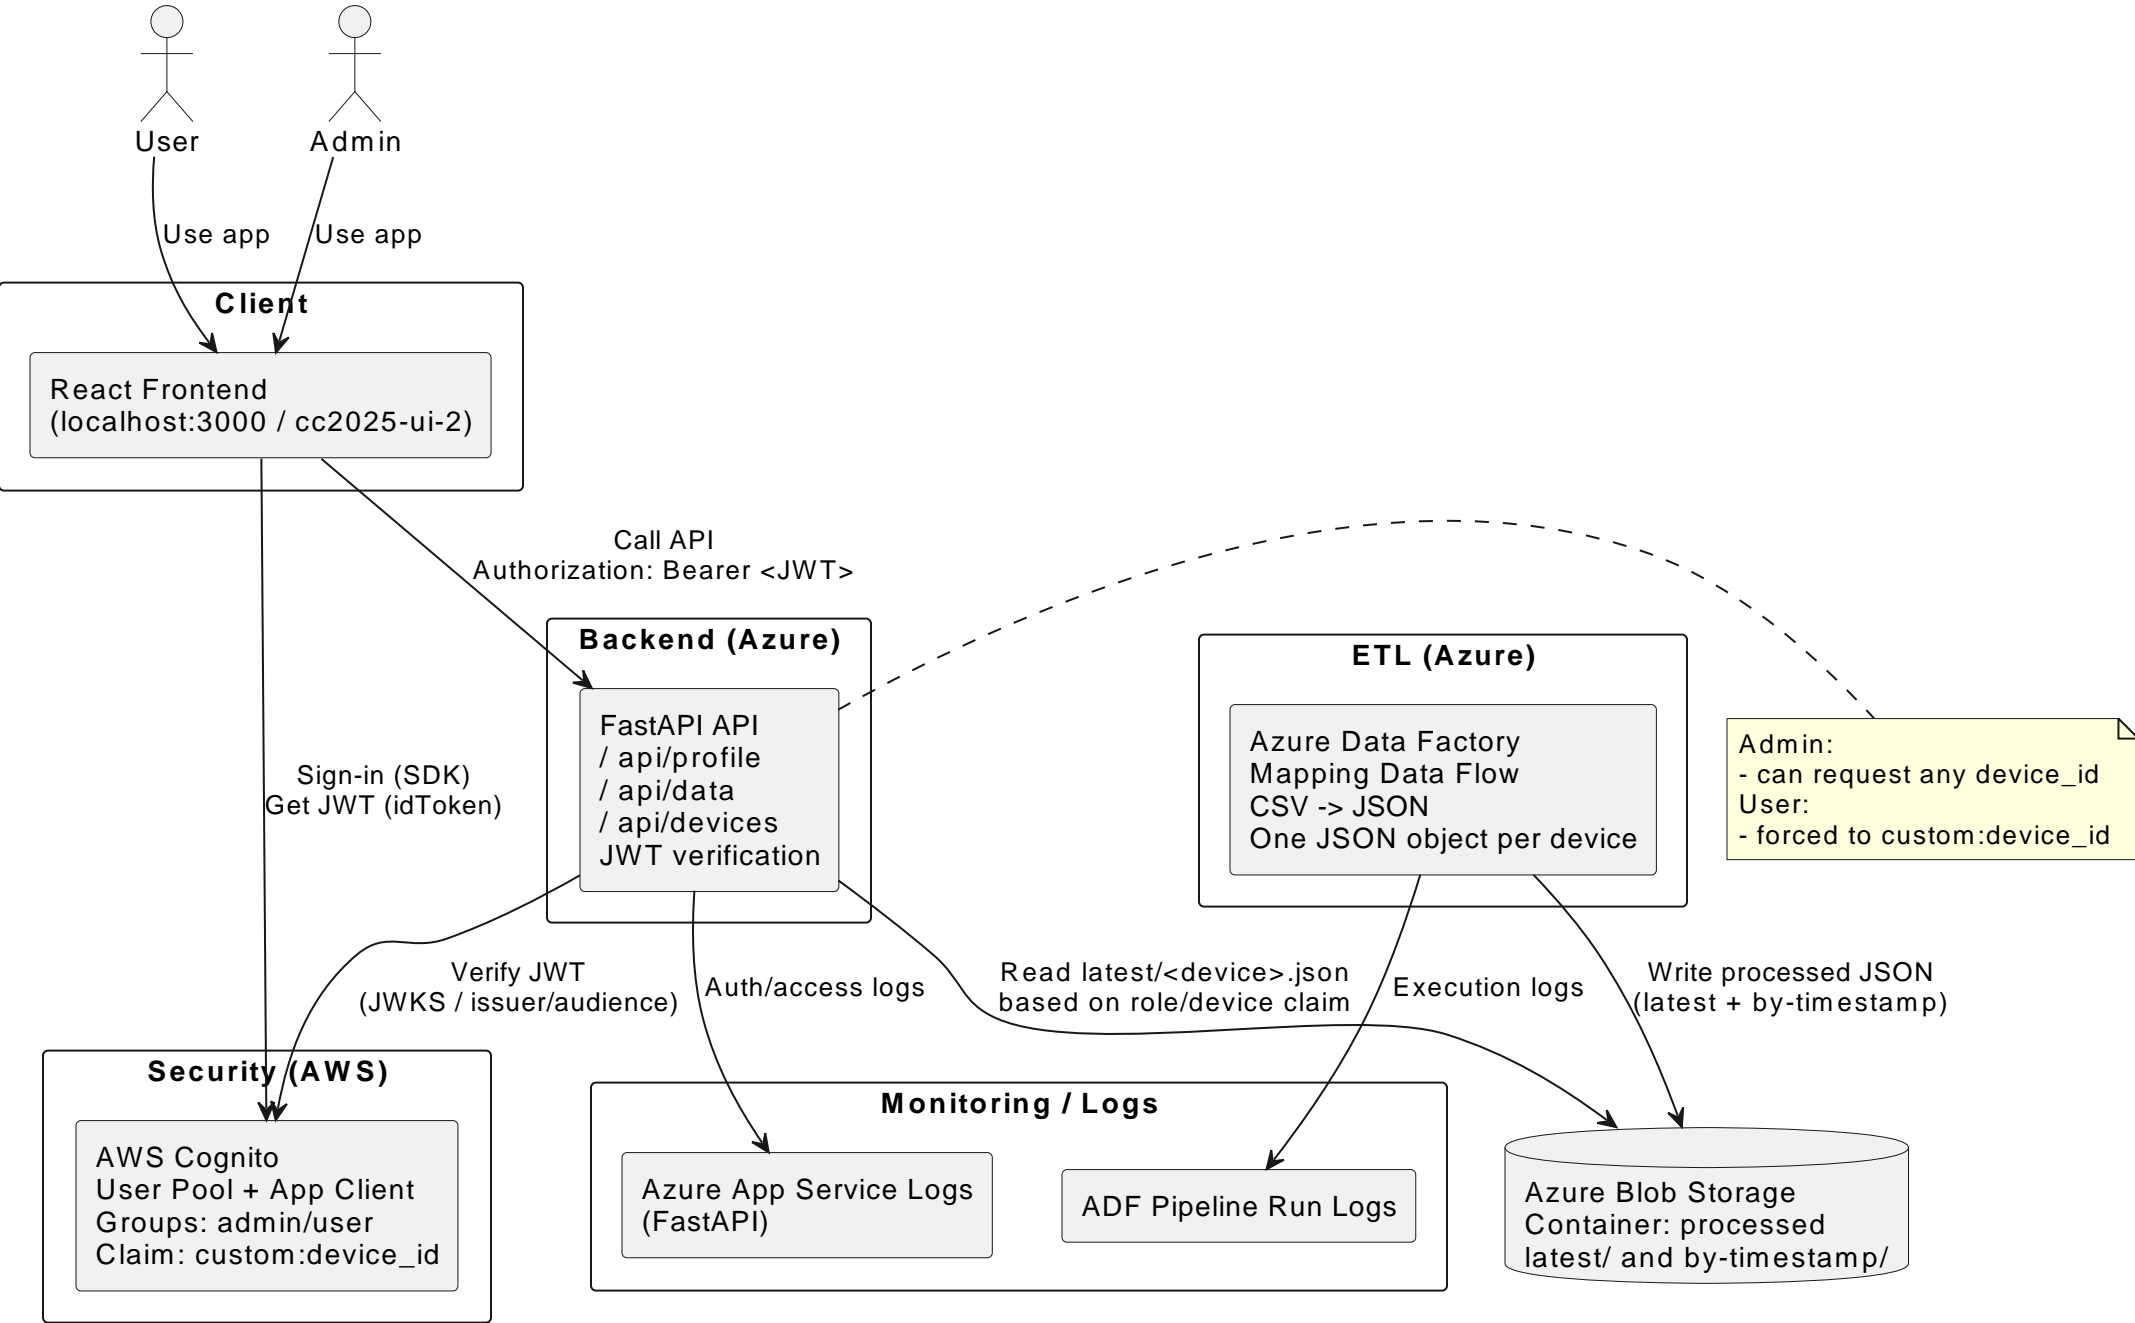 User
Admin
Use app
Use app
Client
React Frontend
(localhost:3000 / cc2025-ui-2)
Call API
Authorization: Bearer <JWT>
Backend (Azure)
FastAPI API
/ api/profile
/ api/data
/ api/devices
JWT verification
ETL (Azure)
Azure Data Factory
Mapping Data Flow
CSV -> JSON
One JSON object per device
Admin:
- can request any device_id
User:
- forced to custom:device_id
Sign-in (SDK)
Get JWT (idToken)
Verify JWT
(JWKS / issuer/audience)
Auth/access logs
Read latest/<device>.json
based on role/device claim
Execution logs
Write processed JSON
(latest + by-timestamp)
Security (AWS)
AWS Cognito
User Pool + App Client
Groups: admin/user
Claim: custom:device_id
Monitoring / Logs
Azure App Service Logs
(FastAPI)
ADF Pipeline Run Logs
Azure Blob Storage
Container: processed
latest/ and by-timestamp/